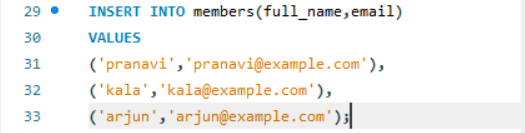 29 INSERT INTO members(full_name,email)
30 VALUES
31 ('pranavi','pranavi@example.com'),
32 ('kala','kala@example.com'),
33 ('arjun','arjun@example.com');